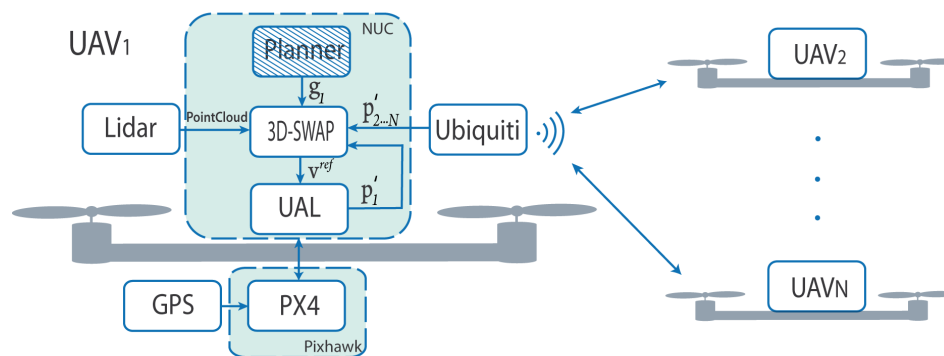 UAV1
NUC
Planner
g1
Lidar
PointCloud
3D-SWAP
p'2...N
Ubiquiti
vref
p'1
UAL
GPS
PX4
Pixhawk
UAV2
UAVN